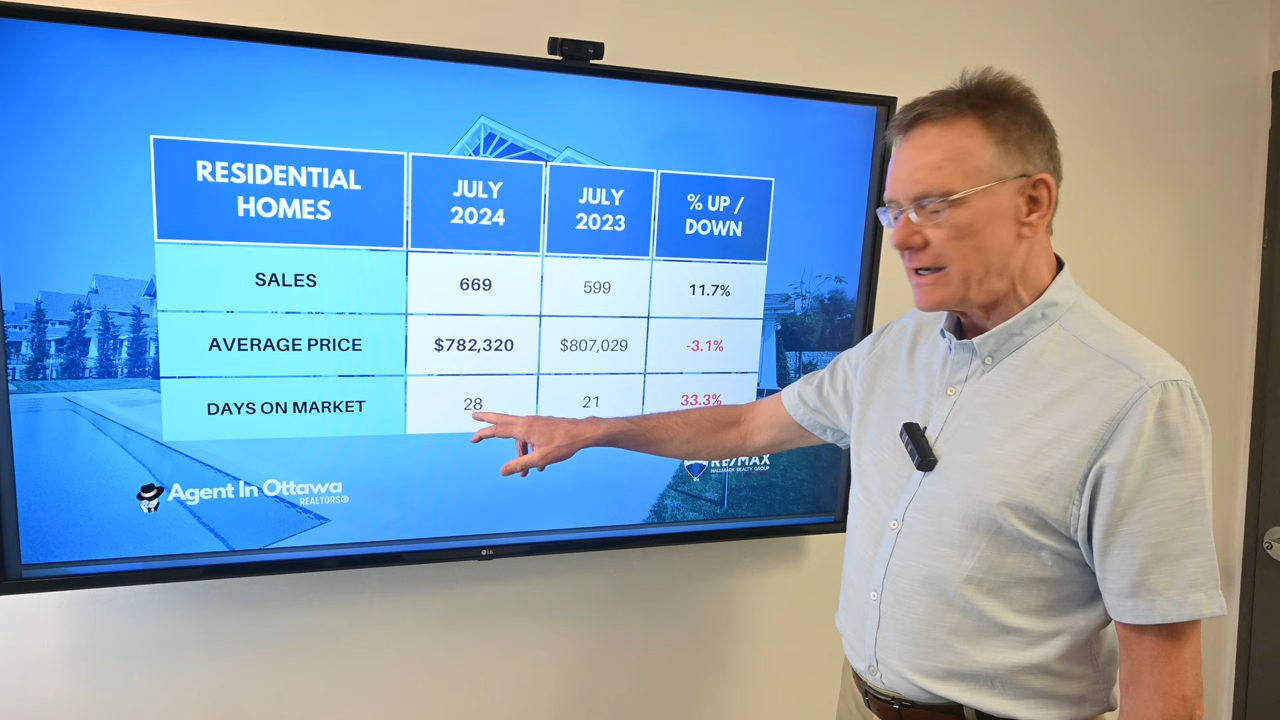 RESIDENTIAL
HOMES
JULY
2024
JULY
2023
% UP /
DOWN
SALES
669
599
11.7%
AVERAGE PRICE
$782,320
$807,029
-3.1%
DAYS ON MARKET
28
21
33.3%
Agent In Ottawa
REALTORS®
RE/MAX
HALLMARK REALTY GROUP
LG